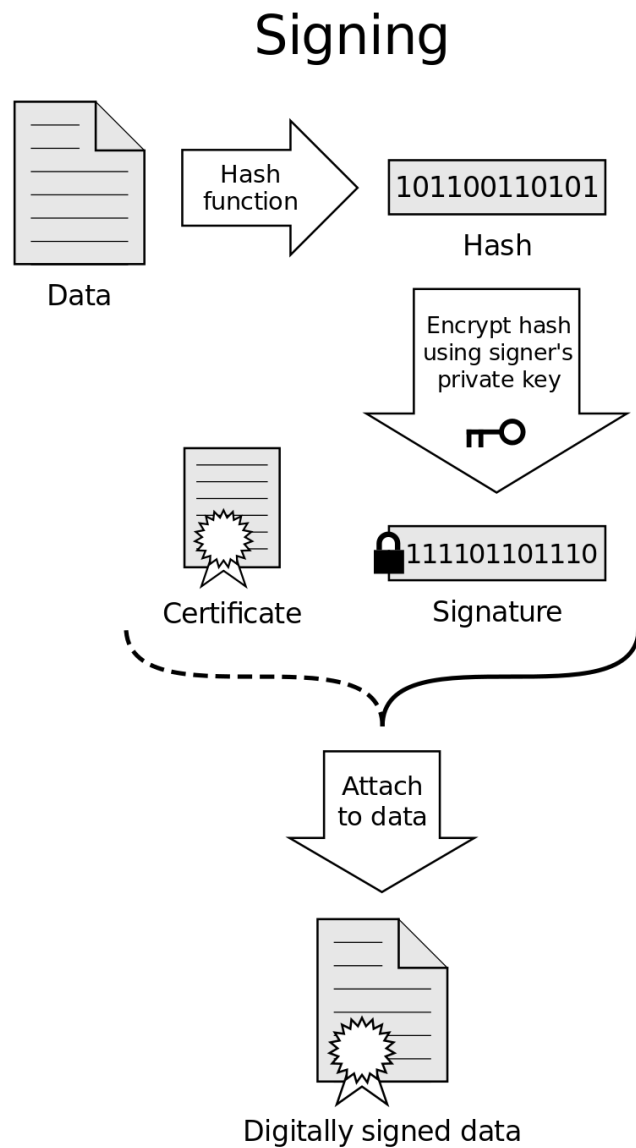 Signing
Hash
function
101100110101
Hash
Data
Encrypt hash
using signer's
private key
111101101110
Certificate
Signature
Attach
to data
Digitally signed data